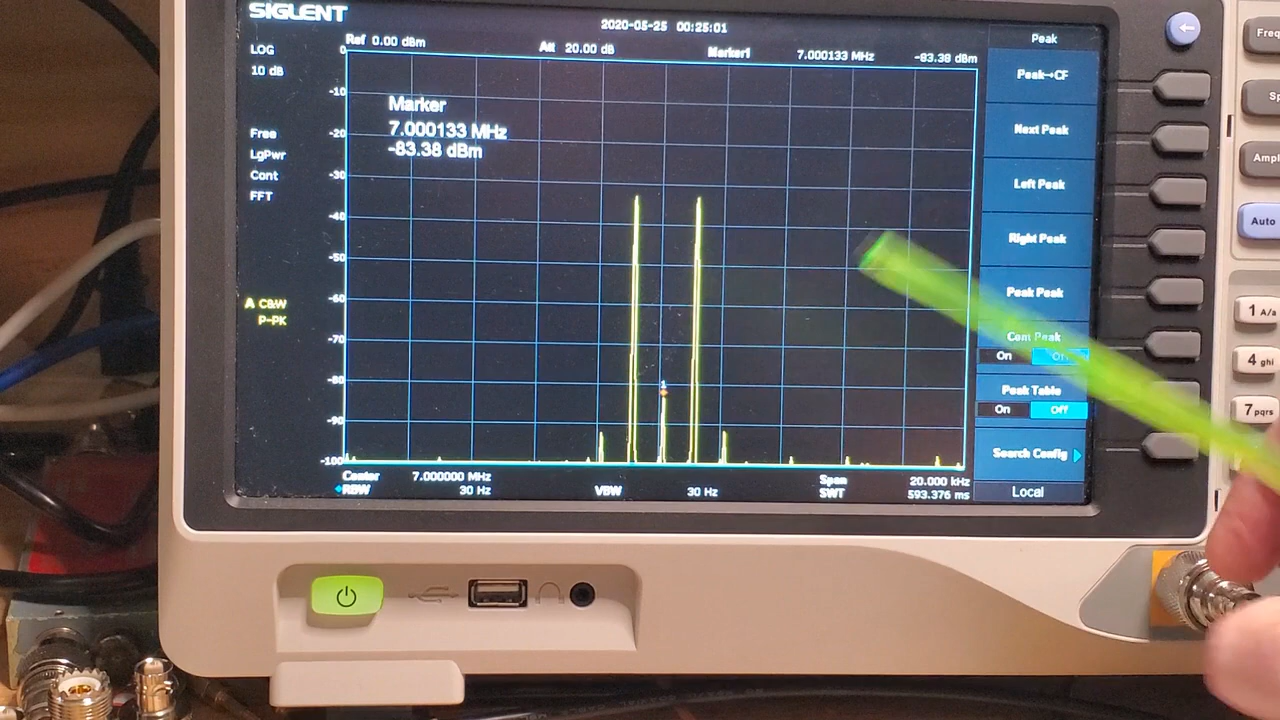 SIGLENT
2020-05-25 00:25:01
Ref 0.00 dBm Att 20.00 dB Marker1 7.000133 MHz -83.38 dBm
LOG
10 dB
Free
LgPwr
Cont
FFT
A C&W
P-PK
0
-10
-20
-30
-40
-50
-60
-70
-80
-90
-100
Marker
7.000133 MHz
-83.38 dBm
1
Center 7.000000 MHz Span 20.000 kHz
RBW 30 Hz VBW 30 Hz SWT 593.376 ms
Peak
Peak→CF
Next Peak
Left Peak
Right Peak
Peak Peak
Cont Peak
On Off
Peak Table
On Off
Search Config
Local
Freq
Sp
Ampl
Auto
1 A/a
4 ghi
7 pqrs